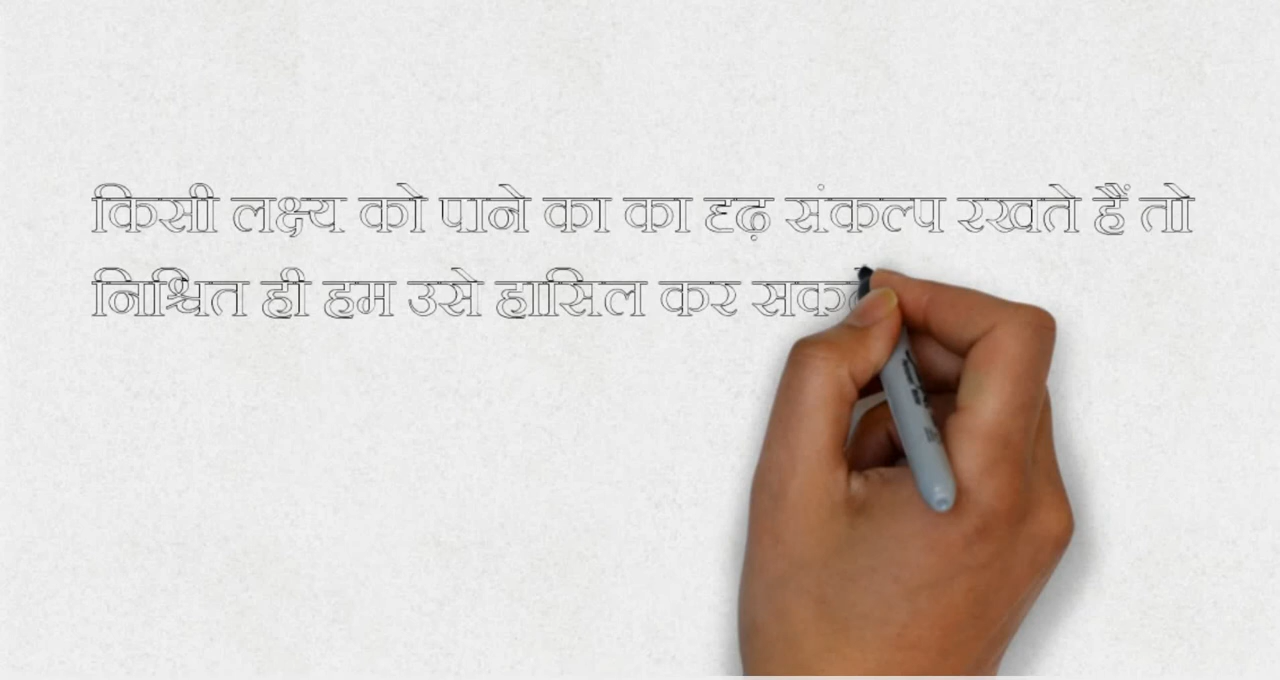 किसी लक्ष्य को पाने का का दृढ़ संकल्प रखते हैं तो
निश्चित ही हम उसे हासिल कर